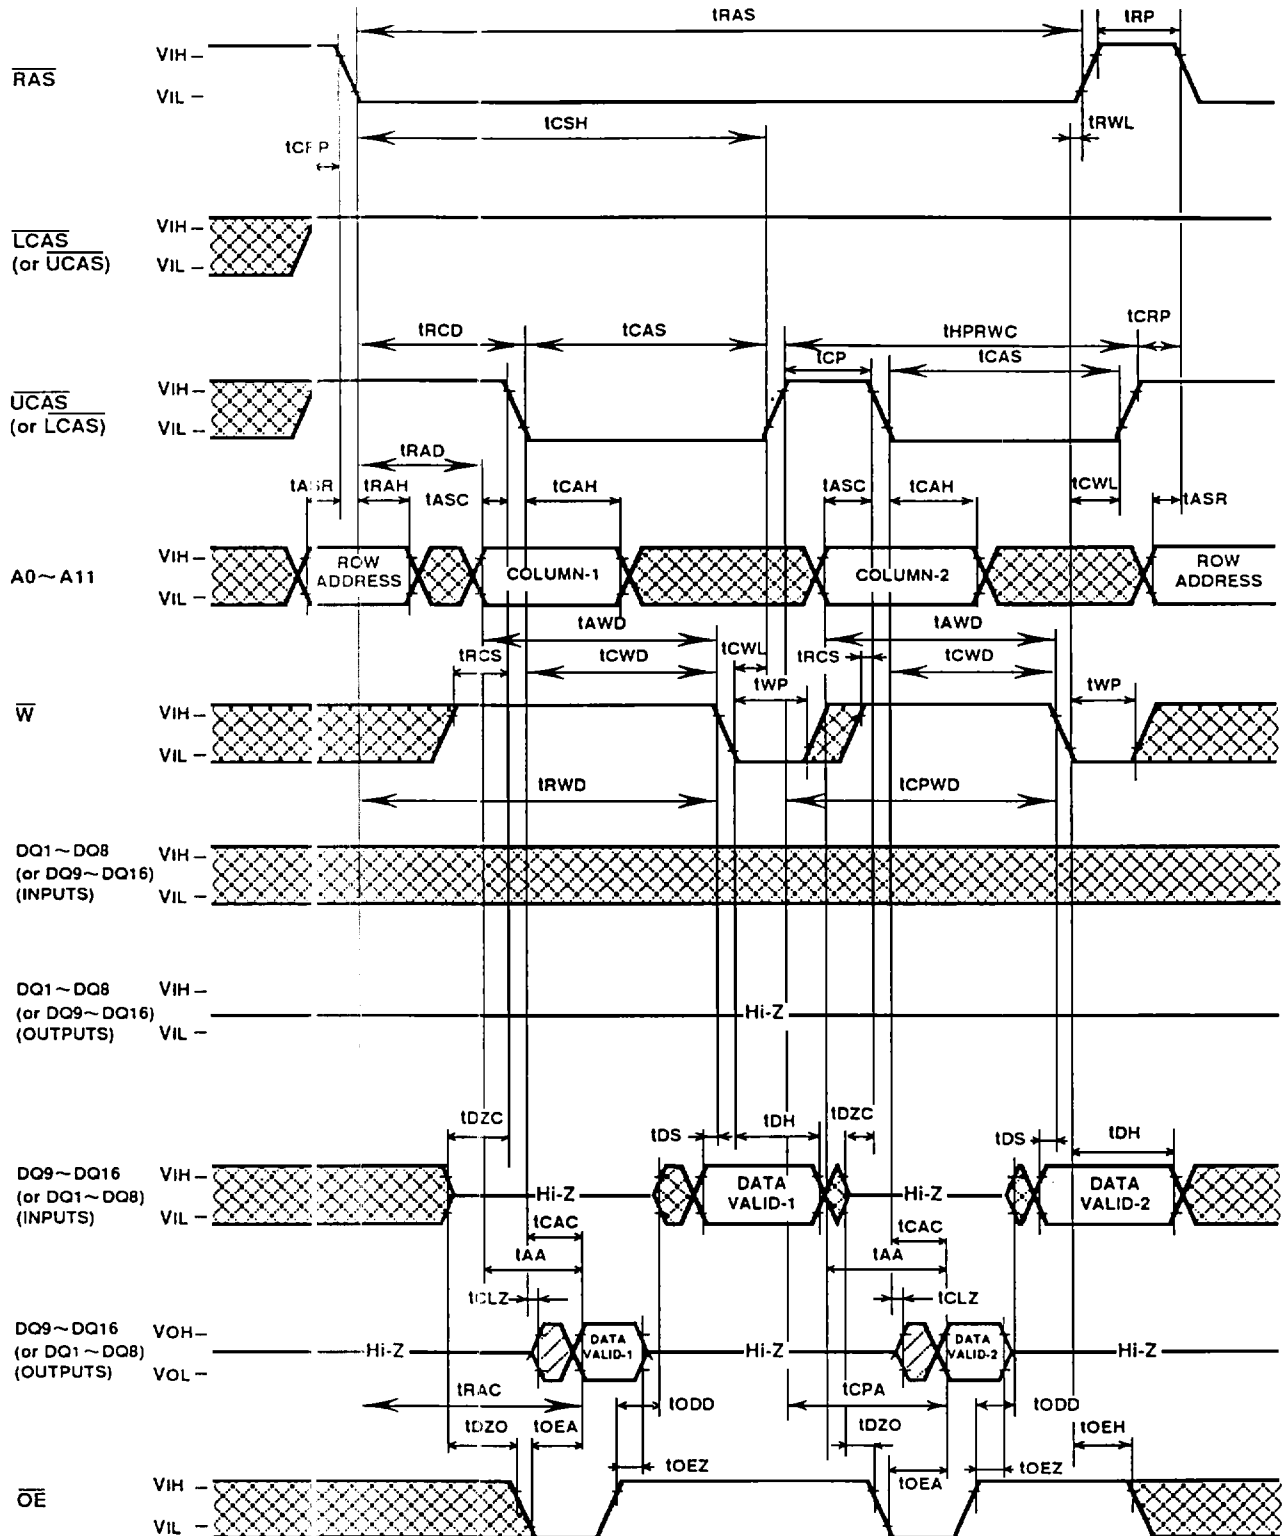 tRAS
tRP
VIH
RAS
VIL
tCSH
tRWL
tC P
VIH
LCAS
(or UCAS)
VIL
tRCD
tCAS
tHPRWC
tCRP
tCP
tCAS
VIH
UCAS
(or LCAS)
VIL
tRAD
tASR
tRAH
tASC
tCAH
tASC
tCAH
tCWL
tASR
VIH
A0~A11
ROW ADDRESS
COLUMN-1
COLUMN-2
ROW ADDRESS
VIL
tAWD
tAWD
tRCS
tCWD
tCWL
tRCS
tCWD
tWP
tWP
W
VIH
VIL
tRWD
tCPWD
DQ1~DQ8
(or DQ9~DQ16)
(INPUTS)
VIH
VIL
DQ1~DQ8
(or DQ9~DQ16)
(OUTPUTS)
VIH
Hi-Z
VIL
tDZC
tDS
tDH
tDZC
tDS
tDH
DQ9~DQ16
(or DQ1~DQ8)
(INPUTS)
VIH
Hi-Z
DATA
VALID-1
Hi-Z
DATA
VALID-2
VIL
tCAC
tCAC
tAA
tAA
tCLZ
tCLZ
DQ9~DQ16
(or DQ1~DQ8)
(OUTPUTS)
VOH
Hi-Z
DATA
VALID-1
Hi-Z
DATA
VALID-2
Hi-Z
VOL
tRAC
tODD
tCPA
tODD
tDZO
tOEA
tDZO
tOEH
tOEZ
tOEA
tOEZ
OE
VIH
VIL